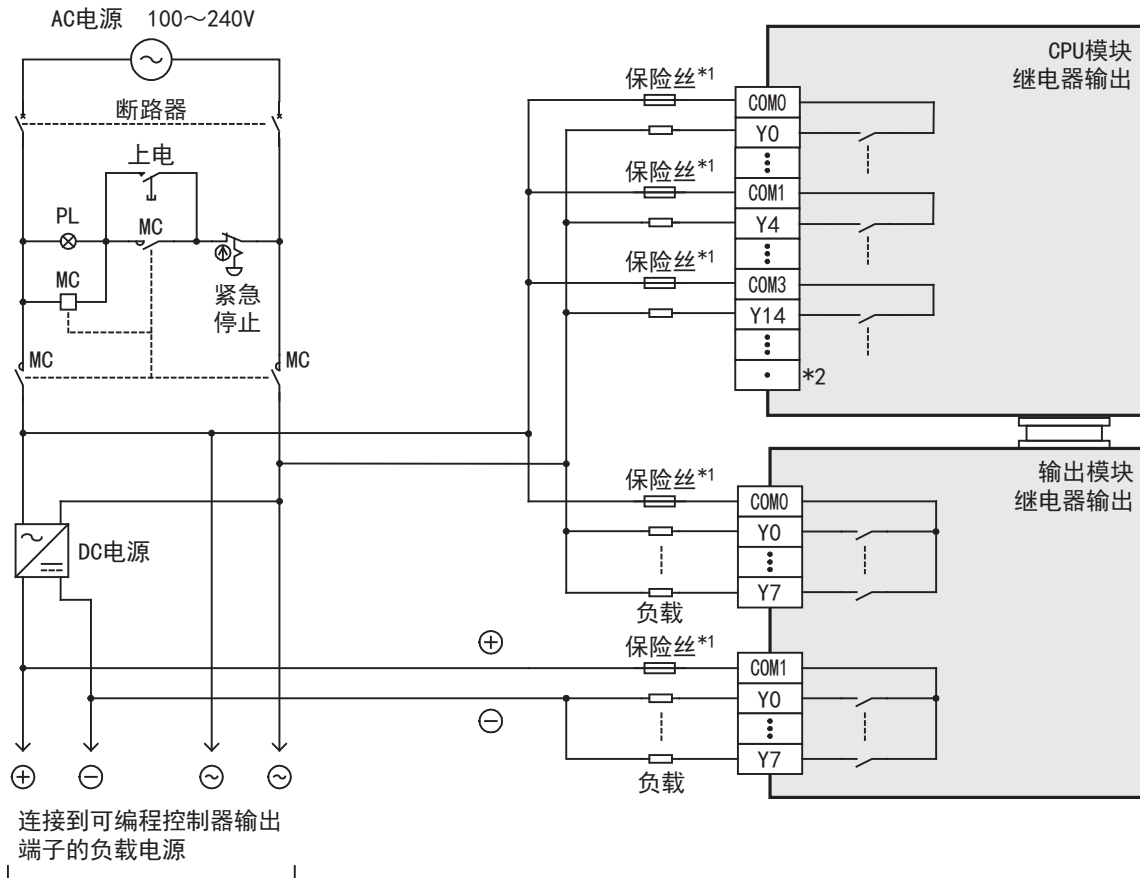 AC电源 100～240V
断路器
上电
PL
MC
MC
紧急
停止
MC
MC
DC电源
连接到可编程控制器输出
端子的负载电源
保险丝*1
保险丝*1
保险丝*1
COM0
Y0
COM1
Y4
COM3
Y14
*2
CPU模块
继电器输出
保险丝*1
COM0
Y0
Y7
负载
输出模块
继电器输出
保险丝*1
COM1
Y0
Y7
负载